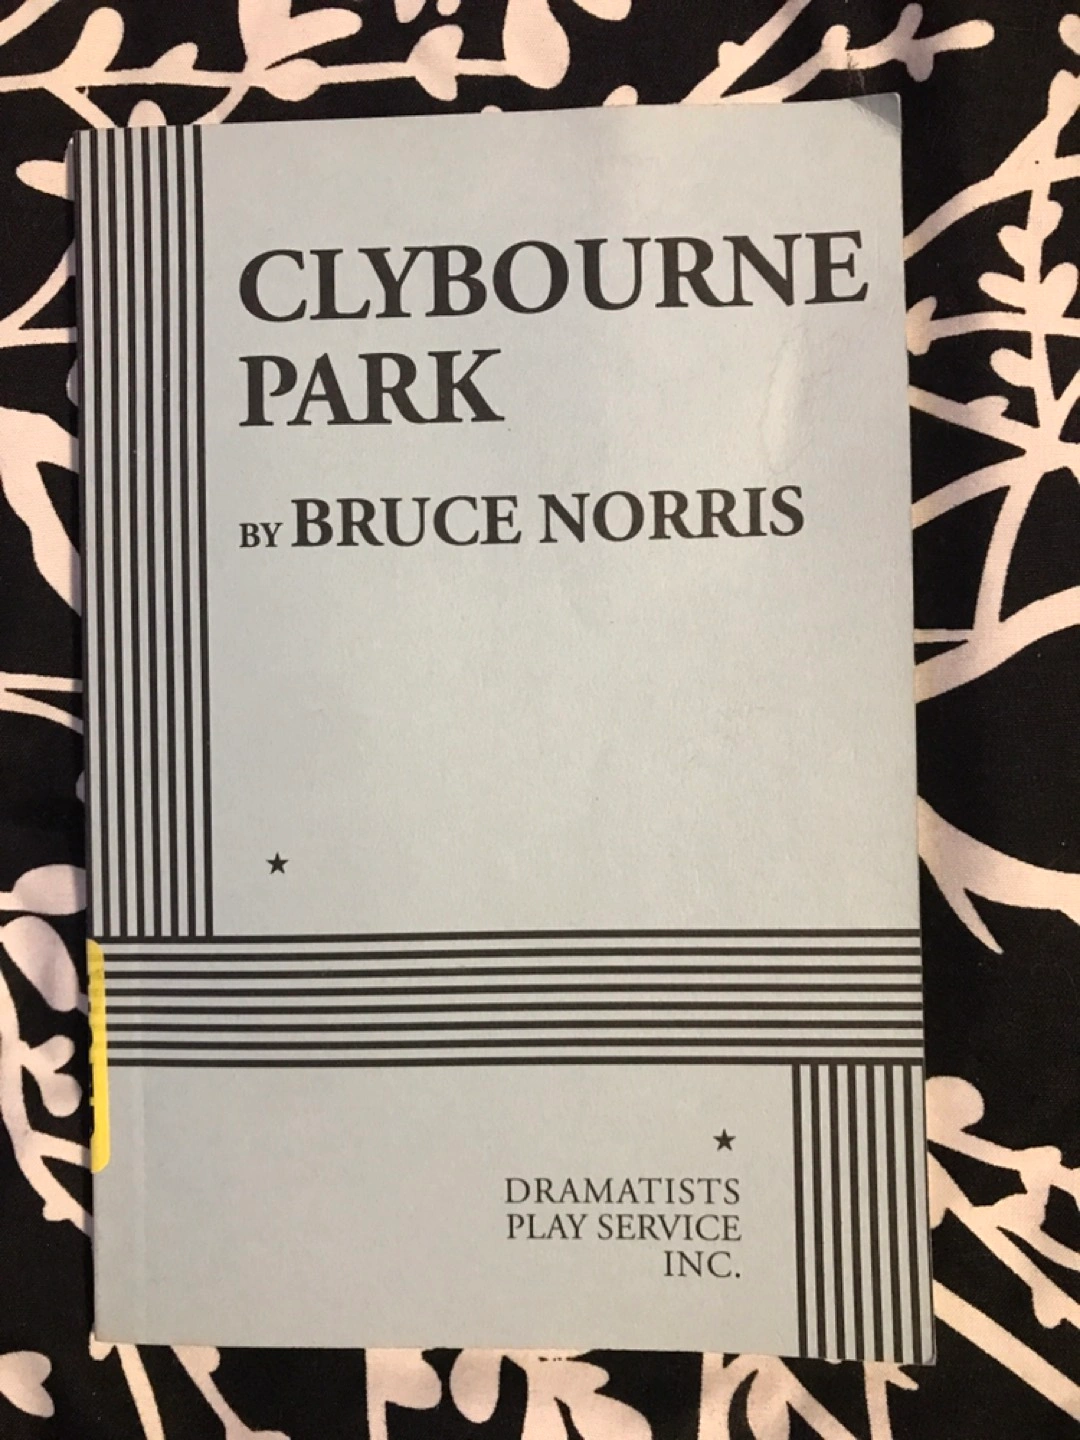 CLYBOURNE
PARK
BY BRUCE NORRIS
DRAMATISTS
PLAY SERVICE
INC.